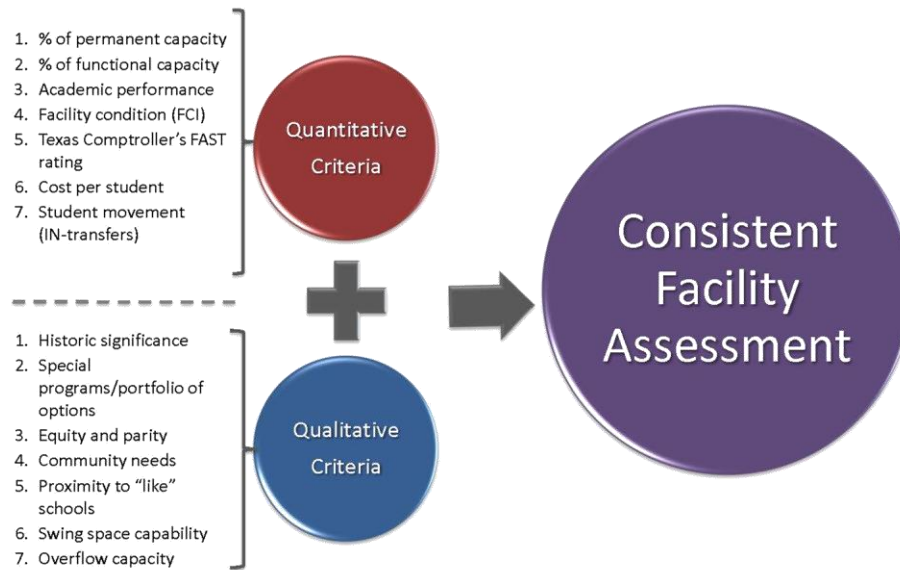 1. % of permanent capacity
2. % of functional capacity
3. Academic performance
4. Facility condition (FCI)
5. Texas Comptroller's FAST
rating
6. Cost per student
7. Student movement
(IN-transfers)
Quantitative
Criteria
1. Historic significance
2. Special
programs/portfolio of
options
3. Equity and parity
4. Community needs
5. Proximity to “like”
schools
6. Swing space capability
7. Overflow capacity
Qualitative
Criteria
Consistent
Facility
Assessment